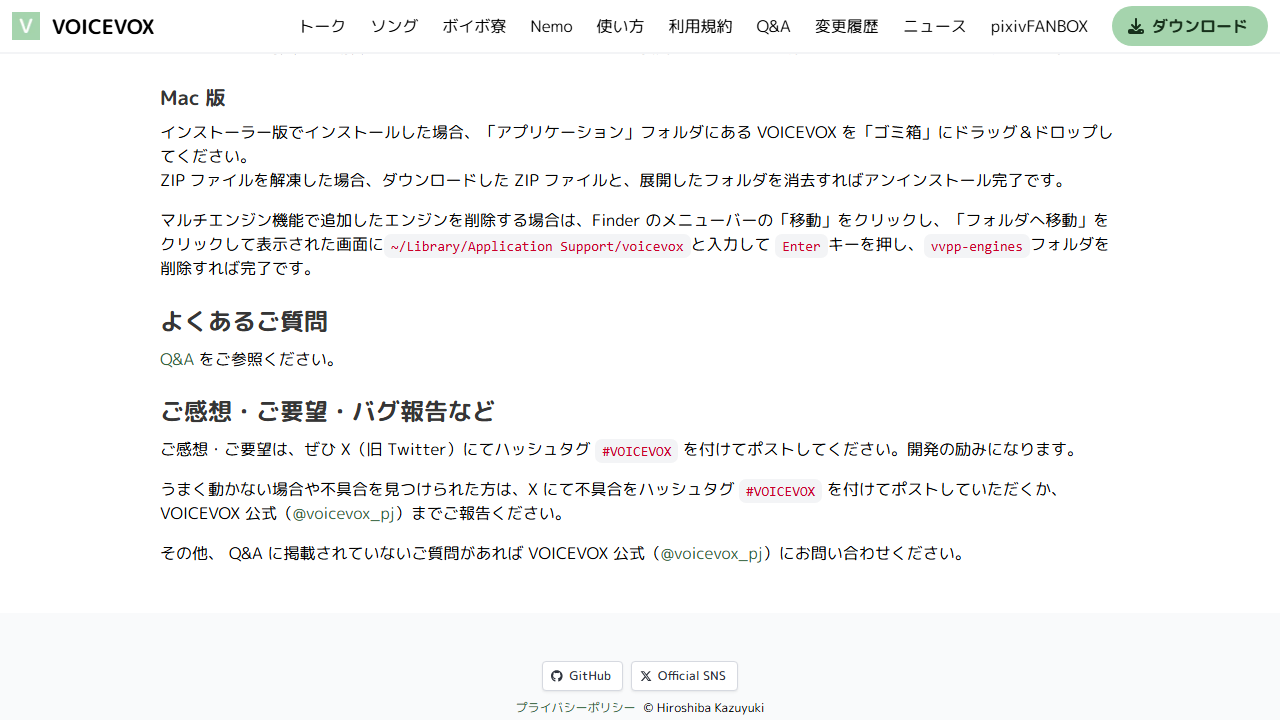 VOICEVOX トーク ソング ボイボ寮 Nemo 使い方 利用規約 Q&A 変更履歴 ニュース pixivFANBOX ダウンロード
Mac 版
インストーラー版でインストールした場合、「アプリケーション」フォルダにある VOICEVOX を「ゴミ箱」にドラッグ＆ドロップし
てください。
ZIP ファイルを解凍した場合、ダウンロードした ZIP ファイルと、展開したフォルダを消去すればアンインストール完了です。
マルチエンジン機能で追加したエンジンを削除する場合は、Finder のメニューバーの「移動」をクリックし、「フォルダへ移動」を
クリックして表示された画面に ~/Library/Application Support/voicevox と入力して Enter キーを押し、 vvpp-engines フォルダを
削除すれば完了です。
よくあるご質問
Q&A をご参照ください。
ご感想・ご要望・バグ報告など
ご感想・ご要望は、ぜひ X（旧 Twitter）にてハッシュタグ #VOICEVOX を付けてポストしてください。開発の励みになります。
うまく動かない場合や不具合を見つけられた方は、X にて不具合をハッシュタグ #VOICEVOX を付けてポストしていただくか、
VOICEVOX 公式（@voicevox_pj）までご報告ください。
その他、 Q&A に掲載されていないご質問があれば VOICEVOX 公式（@voicevox_pj）にお問い合わせください。
GitHub Official SNS
プライバシーポリシー © Hiroshiba Kazuyuki